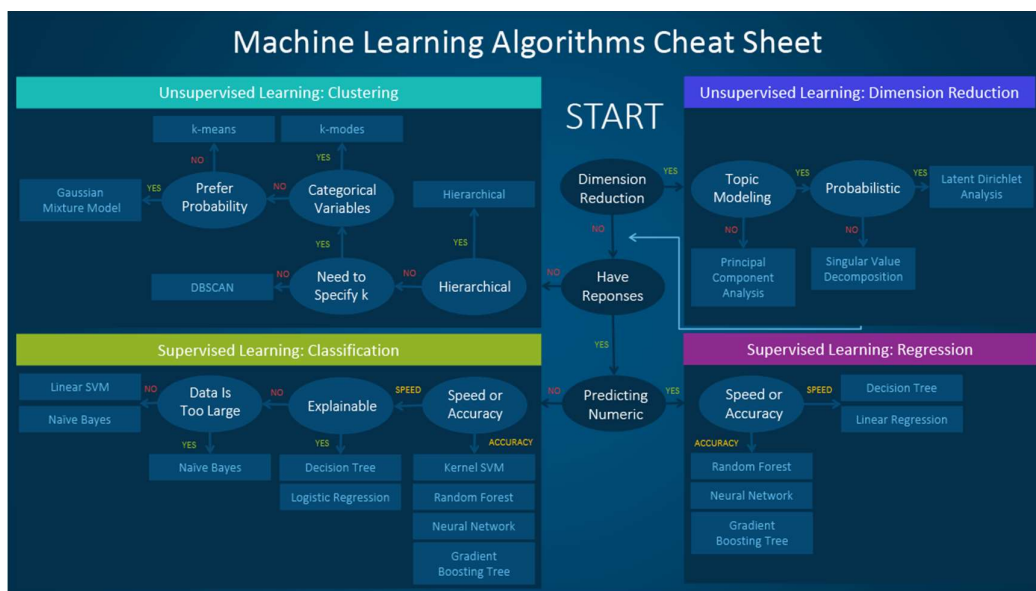 Machine Learning Algorithms Cheat Sheet
Unsupervised Learning: Clustering
k-means
k-modes
NO
YES
Gaussian
Mixture Model
YES
Prefer
Probability
NO
Categorical
Variables
Hierarchical
YES
YES
DBSCAN
NO
Need to
Specify k
NO
Hierarchical
NO
START
Dimension
Reduction
YES
NO
Have
Reponses
YES
Predicting
Numeric
Unsupervised Learning: Dimension Reduction
Topic
Modeling
YES
Probabilistic
YES
Latent Dirichlet
Analysis
NO
NO
Principal
Component
Analysis
Singular Value
Decomposition
Supervised Learning: Classification
Linear SVM
Naïve Bayes
NO
Data Is
Too Large
NO
Explainable
SPEED
Speed or
Accuracy
NO
YES
YES
ACCURACY
Naïve Bayes
Decision Tree
Logistic Regression
Kernel SVM
Random Forest
Neural Network
Gradient
Boosting Tree
Supervised Learning: Regression
YES
Speed or
Accuracy
SPEED
Decision Tree
Linear Regression
ACCURACY
Random Forest
Neural Network
Gradient
Boosting Tree